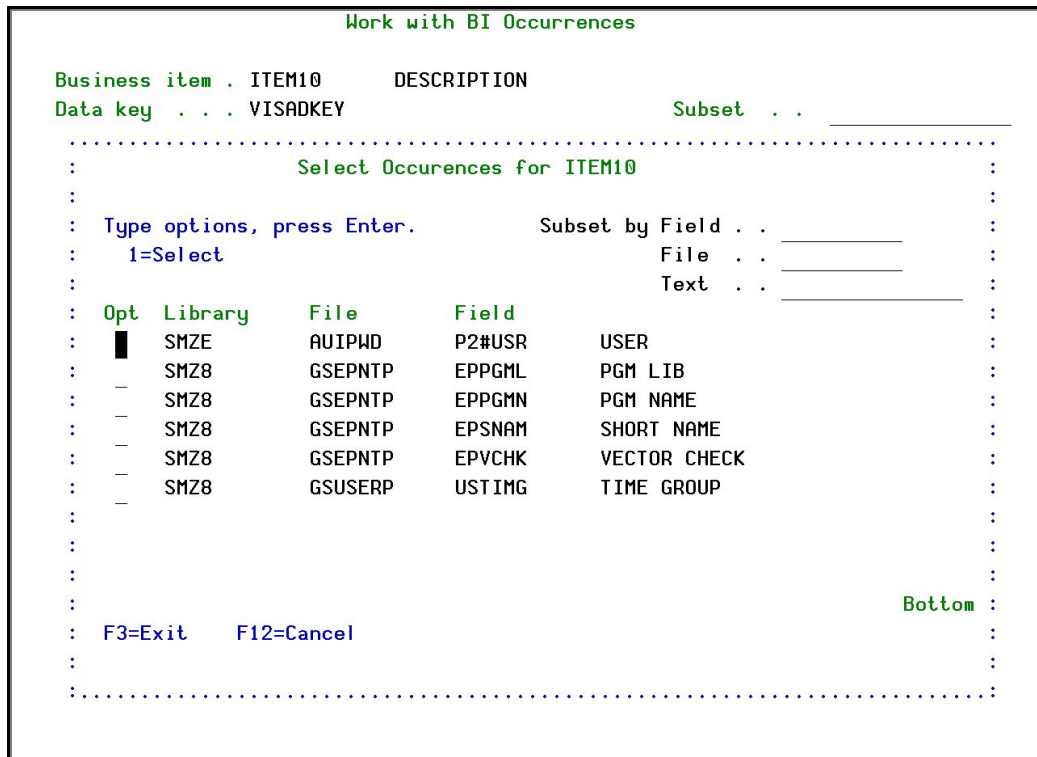 Work with BI Occurrences
Business item . ITEM10 DESCRIPTION
Data key . . . VISADKEY Subset . .
Select Occurences for ITEM10
Type options, press Enter. Subset by Field . .
1=Select File . .
Text . .
Opt Library File Field
SMZE AUIPWD P2#USR USER
SMZ8 GSEPNTP EPPGML PGM LIB
SMZ8 GSEPNTP EPPGMN PGM NAME
SMZ8 GSEPNTP EPSNAM SHORT NAME
SMZ8 GSEPNTP EPVCHK VECTOR CHECK
SMZ8 GSUSERP USTIMG TIME GROUP
Bottom
F3=Exit F12=Cancel